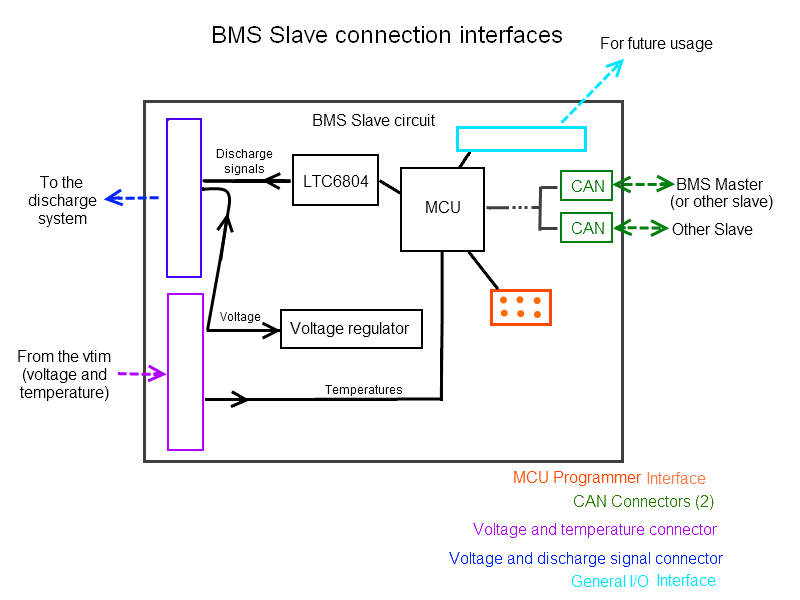 BMS Slave connection interfaces
For future usage
BMS Slave circuit
Discharge
signals
LTC6804
MCU
CAN
BMS Master
(or other slave)
To the
discharge
system
CAN
Other Slave
Voltage
Voltage regulator
From the vtim
(voltage and
temperature)
Temperatures
MCU Programmer Interface
CAN Connectors (2)
Voltage and temperature connector
Voltage and discharge signal connector
General I/O Interface